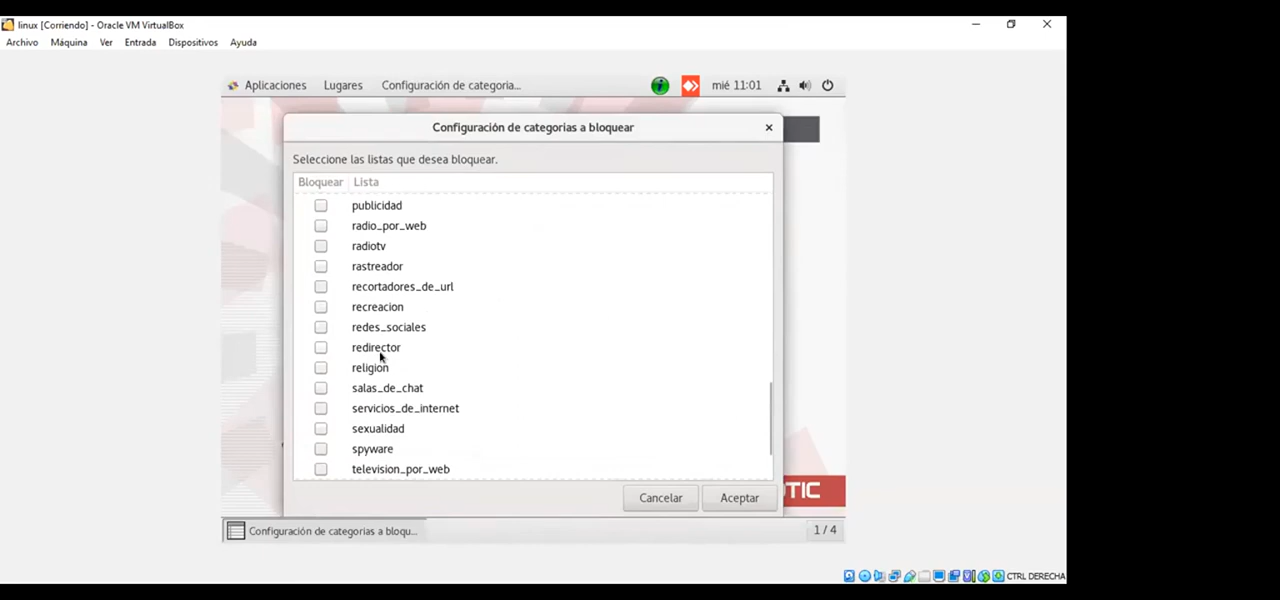 linux [Corriendo] - Oracle VM VirtualBox
Archivo Máquina Ver Entrada Dispositivos Ayuda
Aplicaciones Lugares Configuración de categoria... mié 11:01
Configuración de categorias a bloquear
Seleccione las listas que desea bloquear.
Bloquear Lista
publicidad
radio_por_web
radiotv
rastreador
recortadores_de_url
recreacion
redes_sociales
redirector
religion
salas_de_chat
servicios_de_internet
sexualidad
spyware
television_por_web
Cancelar Aceptar
TIC
Configuración de categorias a bloqu... 1 / 4
CTRL DERECHA